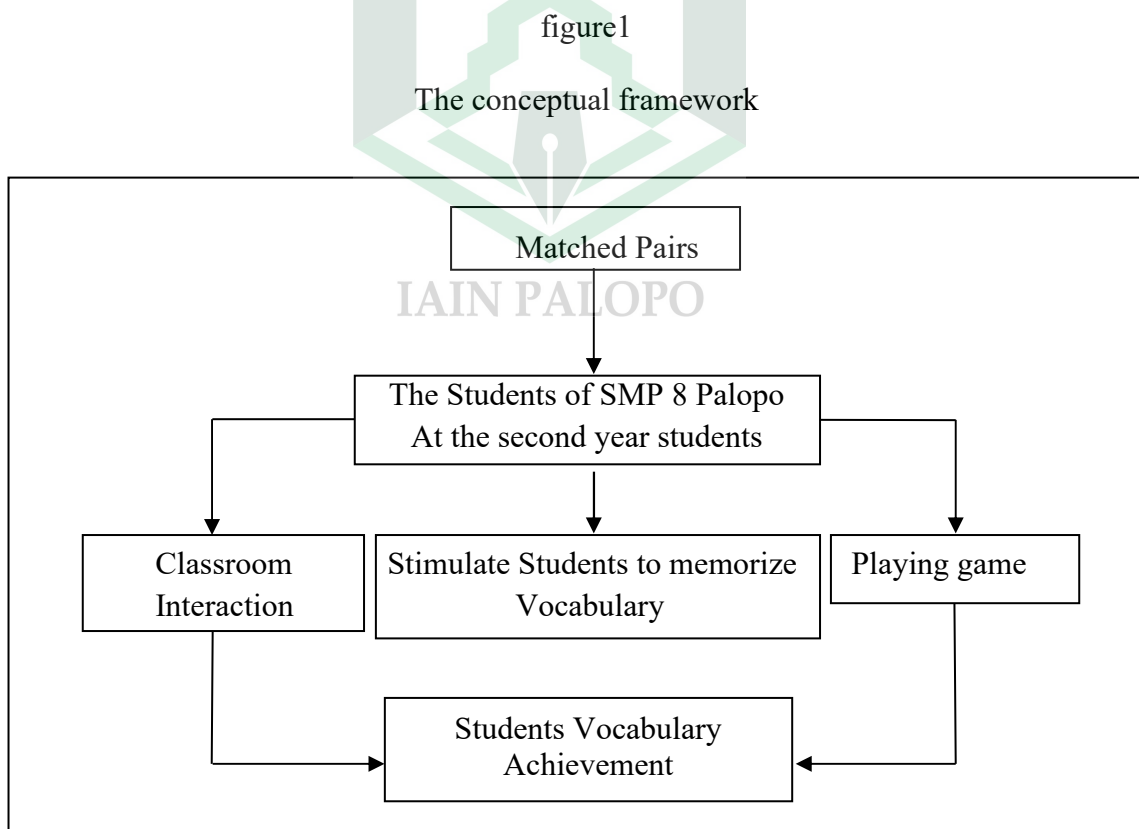 figure1
The conceptual framework
Matched Pairs
IAIN PALOPO
The Students of SMP 8 Palopo
At the second year students
Classroom
Interaction
Stimulate Students to memorize
Vocabulary
Playing game
Students Vocabulary
Achievement